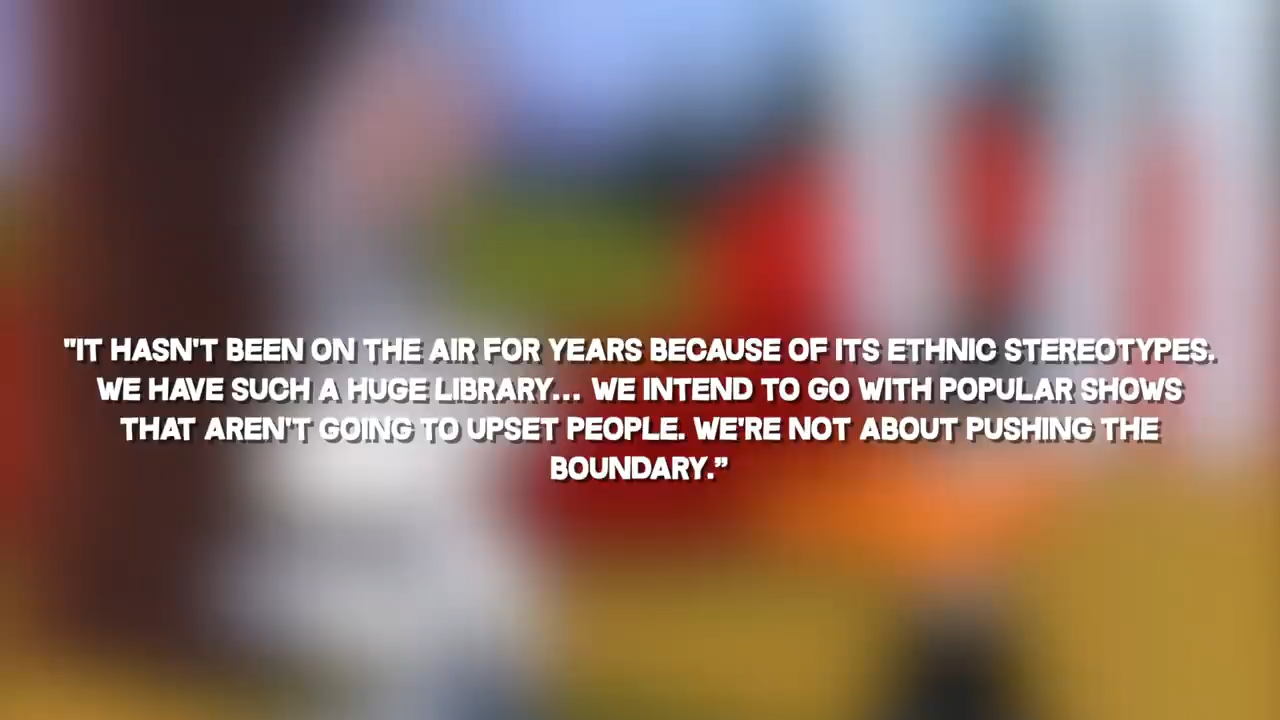 "IT HASN'T BEEN ON THE AIR FOR YEARS BECAUSE OF ITS ETHNIC STEREOTYPES.
WE HAVE SUCH A HUGE LIBRARY... WE INTEND TO GO WITH POPULAR SHOWS
THAT AREN'T GOING TO UPSET PEOPLE. WE'RE NOT ABOUT PUSHING THE
BOUNDARY.”